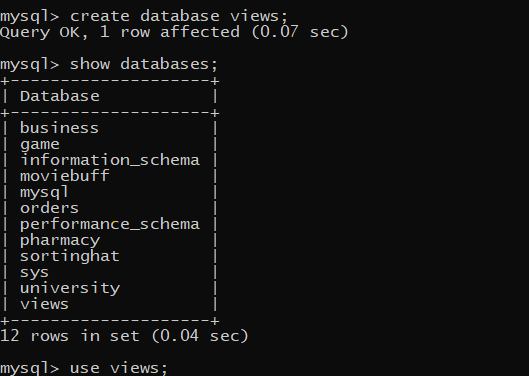 mysql> create database views;
Query OK, 1 row affected (0.07 sec)
mysql> show databases;
+--------------------+
| Database           |
+--------------------+
| business           |
| game               |
| information_schema |
| moviebuff          |
| mysql              |
| orders             |
| performance_schema |
| pharmacy           |
| sortinghat         |
| sys                |
| university         |
| views              |
+--------------------+
12 rows in set (0.04 sec)
mysql> use views;